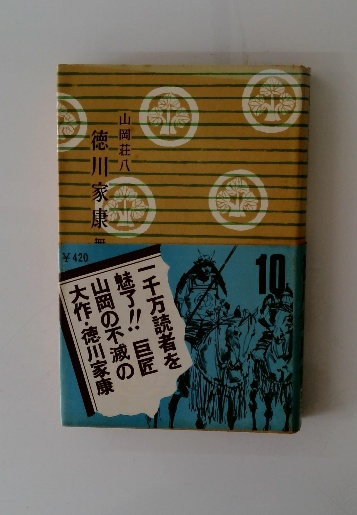 山岡荘八
徳川家康
10
¥420
一千万読者を
魅了!! 巨匠
山岡の不滅の
大作・徳川家康